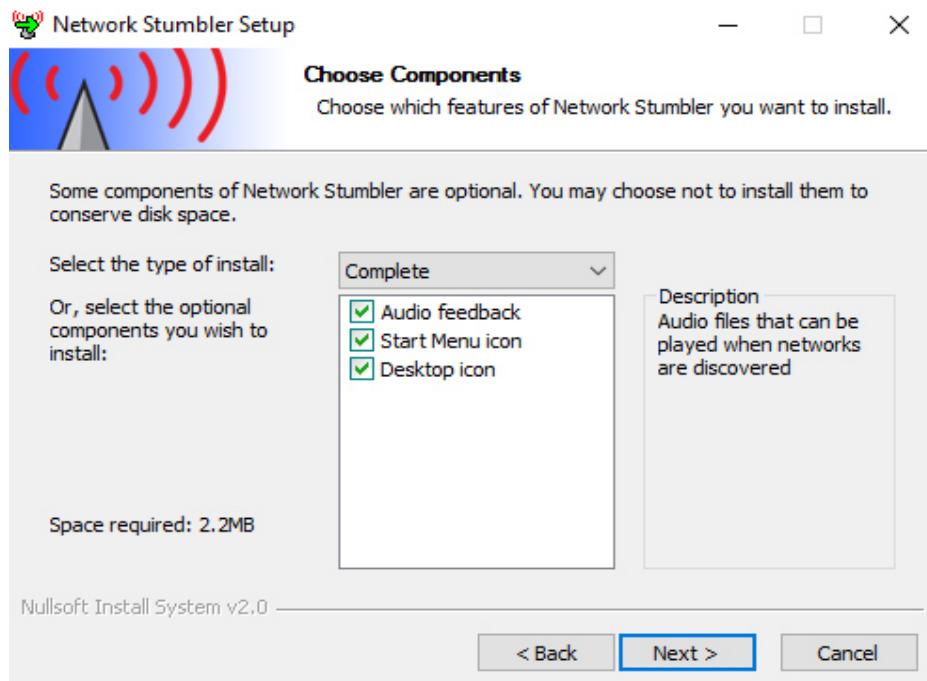 Network Stumbler Setup
Choose Components
Choose which features of Network Stumbler you want to install.
Some components of Network Stumbler are optional. You may choose not to install them to
conserve disk space.
Select the type of install:
Complete
Or, select the optional
components you wish to
install:
Audio feedback
Start Menu icon
Desktop icon
Description
Audio files that can be
played when networks
are discovered
Space required: 2.2MB
Nullsoft Install System v2.0
< Back
Next >
Cancel